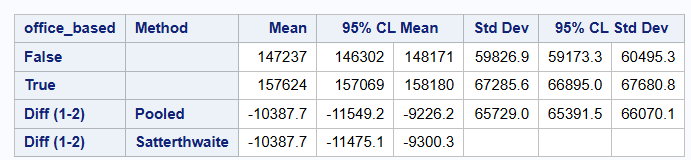 office_based Method Mean 95% CL Mean Std Dev 95% CL Std Dev
False 147237 146302 148171 59826.9 59173.3 60495.3
True 157624 157069 158180 67285.6 66895.0 67680.8
Diff (1-2) Pooled -10387.7 -11549.2 -9226.2 65729.0 65391.5 66070.1
Diff (1-2) Satterthwaite -10387.7 -11475.1 -9300.3